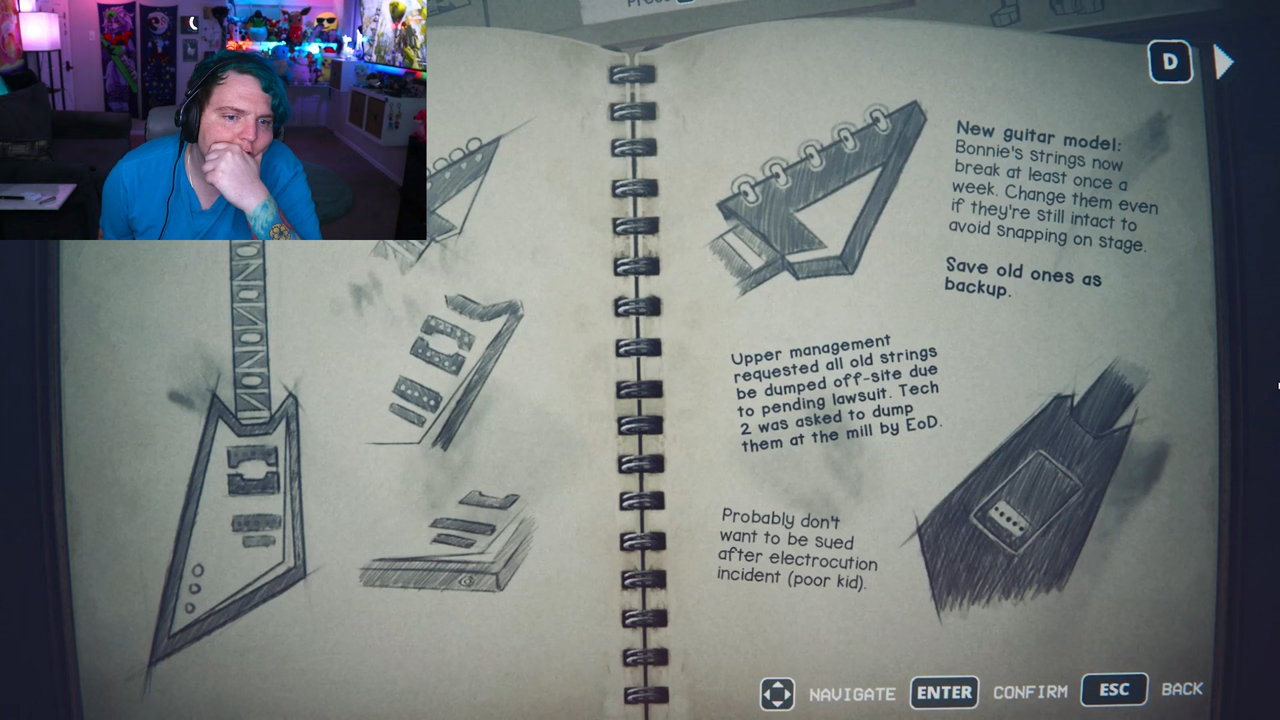 Press
D
New guitar model:
Bonnie's strings now
break at least once a
week. Change them even
if they're still intact to
avoid snapping on stage.
Save old ones as
backup.
Upper management
requested all old strings
be dumped off-site due
to pending lawsuit. Tech
2 was asked to dump
them at the mill by EoD.
Probably don't
want to be sued
after electrocution
incident (poor kid).
NAVIGATE ENTER CONFIRM ESC BACK